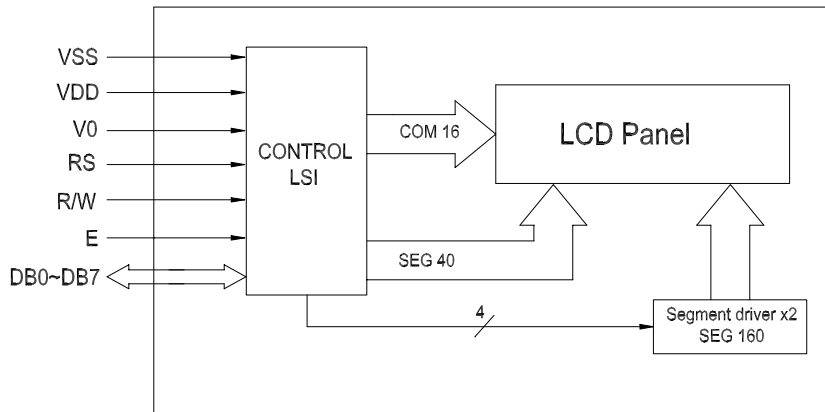 VSS
VDD
V0
RS
R/W
E
DB0~DB7
CONTROL
LSI
COM 16
SEG 40
LCD Panel
4
Segment driver x2
SEG 160